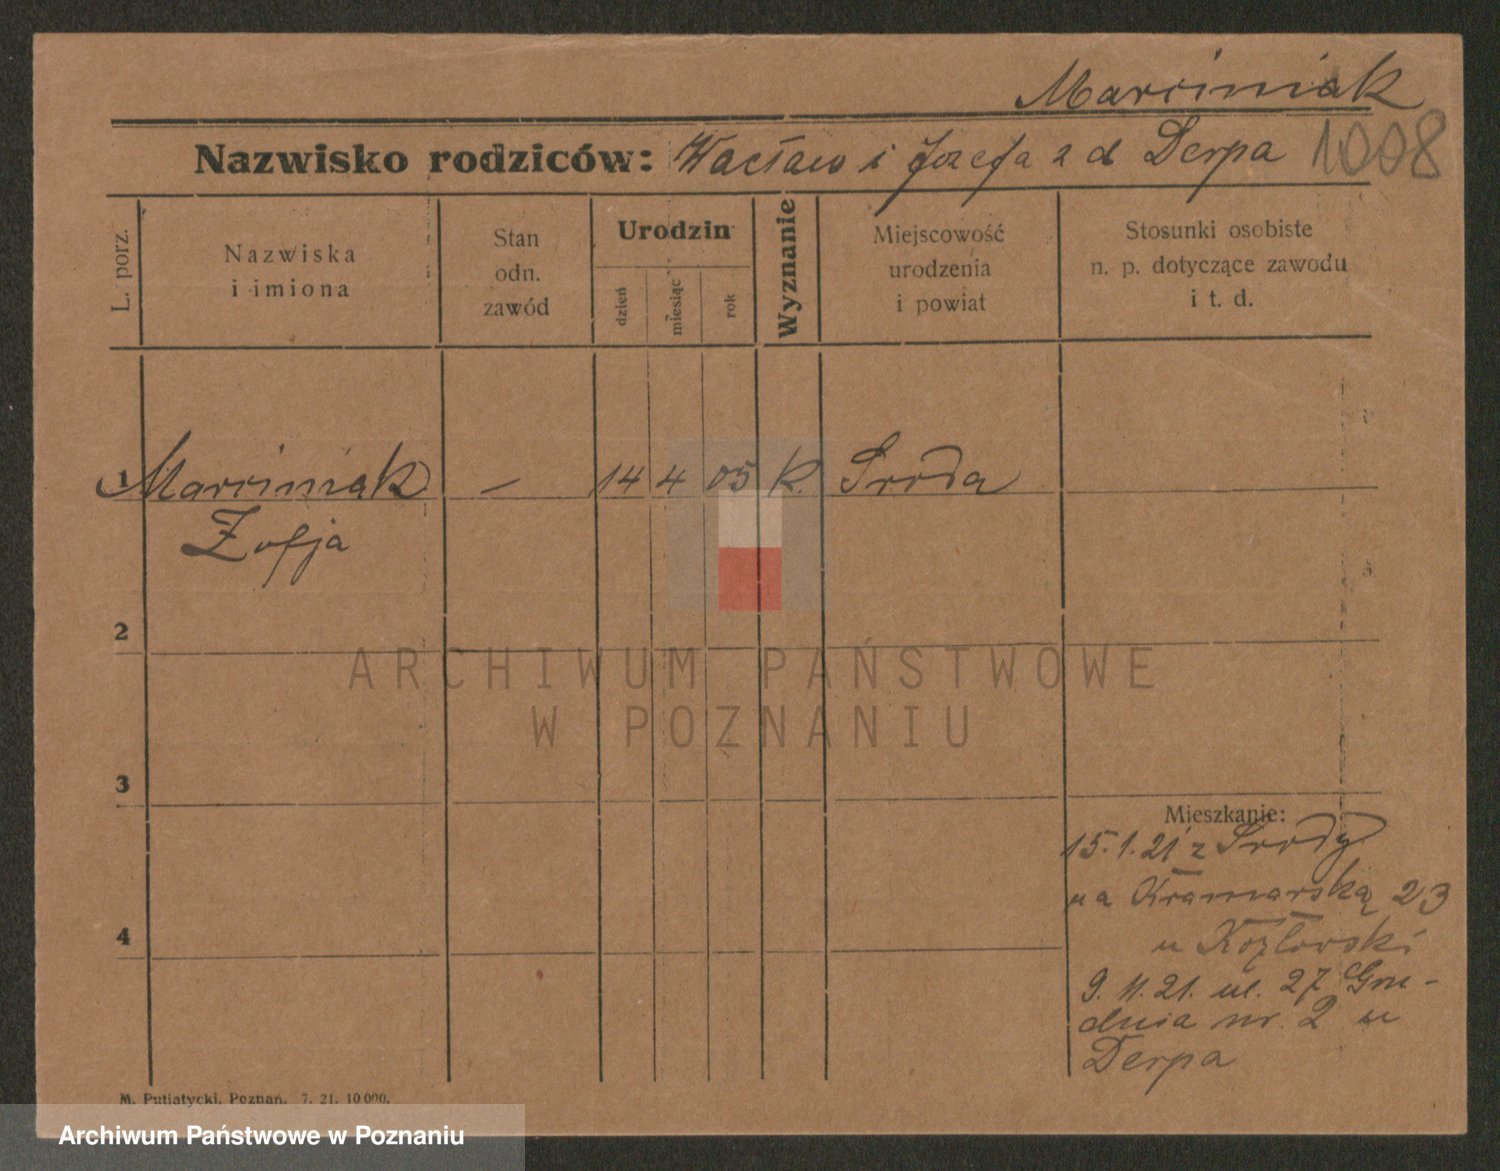 Marciniak
Nazwisko rodziców: Wacław i Józefa z d Derpa 1008
L. porz.
Nazwiska
i imiona
Stan
odn.
zawód
Urodzin
dzień
miesiąc
rok
Wyznanie
Miejscowość
urodzenia
i powiat
Stosunki osobiste
n. p. dotyczące zawodu
i t. d.
1 Marciniak – 14 4 05 K. Środa
Zofja
2
ARCHIWUM PAŃSTWOWE
W POZNANIU
3
Mieszkanie:
15.1.21 z Środy
na Kramarską 23
u Kozłowski
4
9.11.21. ul. 27 Gru-
dnia nr. 2 u
Derpa
M. Putiatycki, Poznań. 7. 21. 10 000.
Archiwum Państwowe w Poznaniu